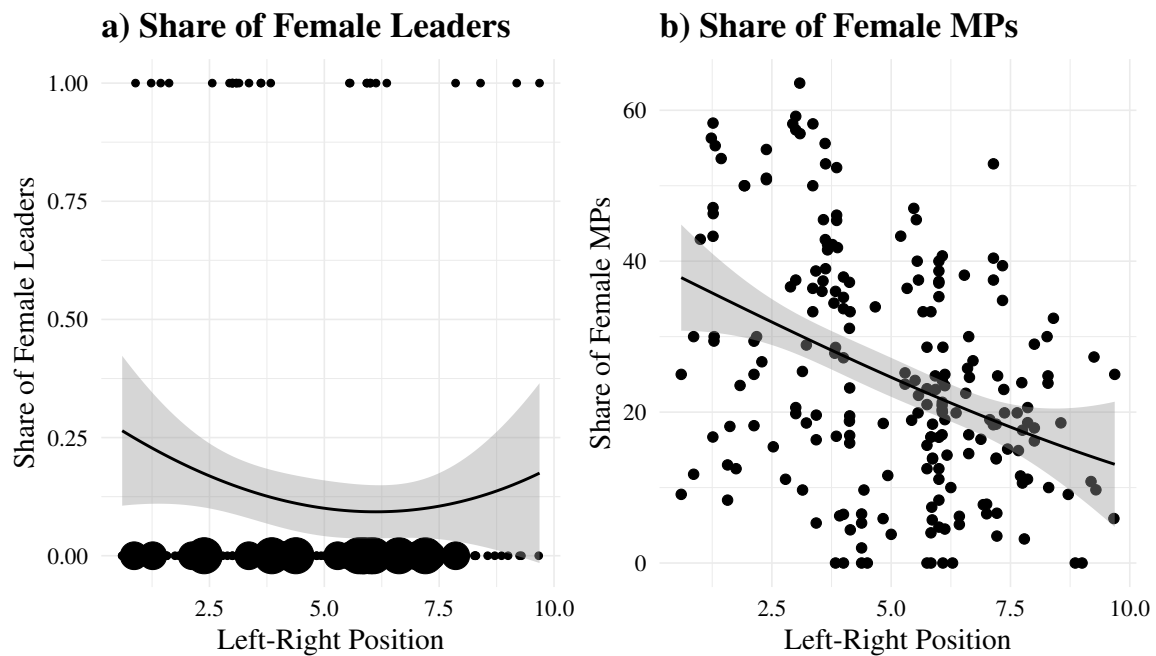 a) Share of Female Leaders
Share of Female Leaders
1.00
0.75
0.50
0.25
0.00
2.5
5.0
7.5
10.0
Left-Right Position
b) Share of Female MPs
Share of Female MPs
60
40
20
0
2.5
5.0
7.5
10.0
Left-Right Position